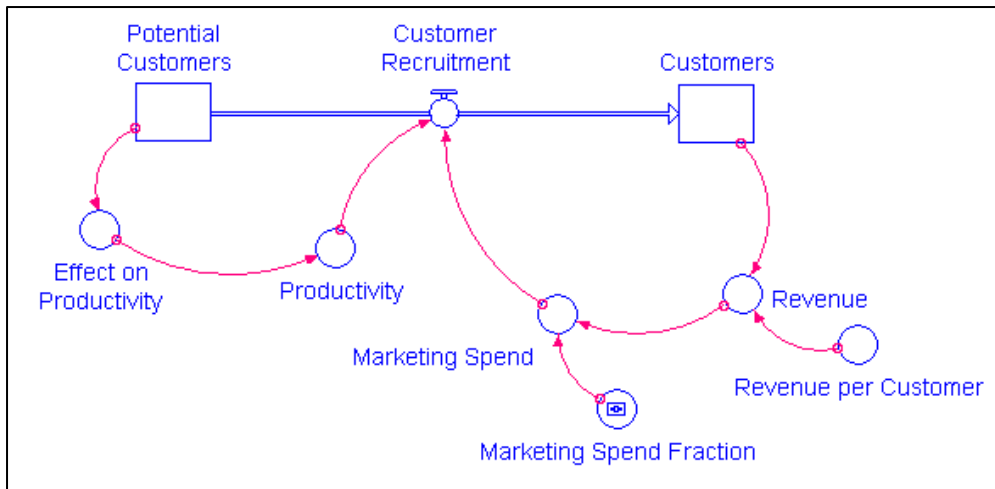 Potential
Customers
Customer
Recruitment
Customers
Effect on
Productivity
Productivity
Revenue
Marketing Spend
Revenue per Customer
Marketing Spend Fraction